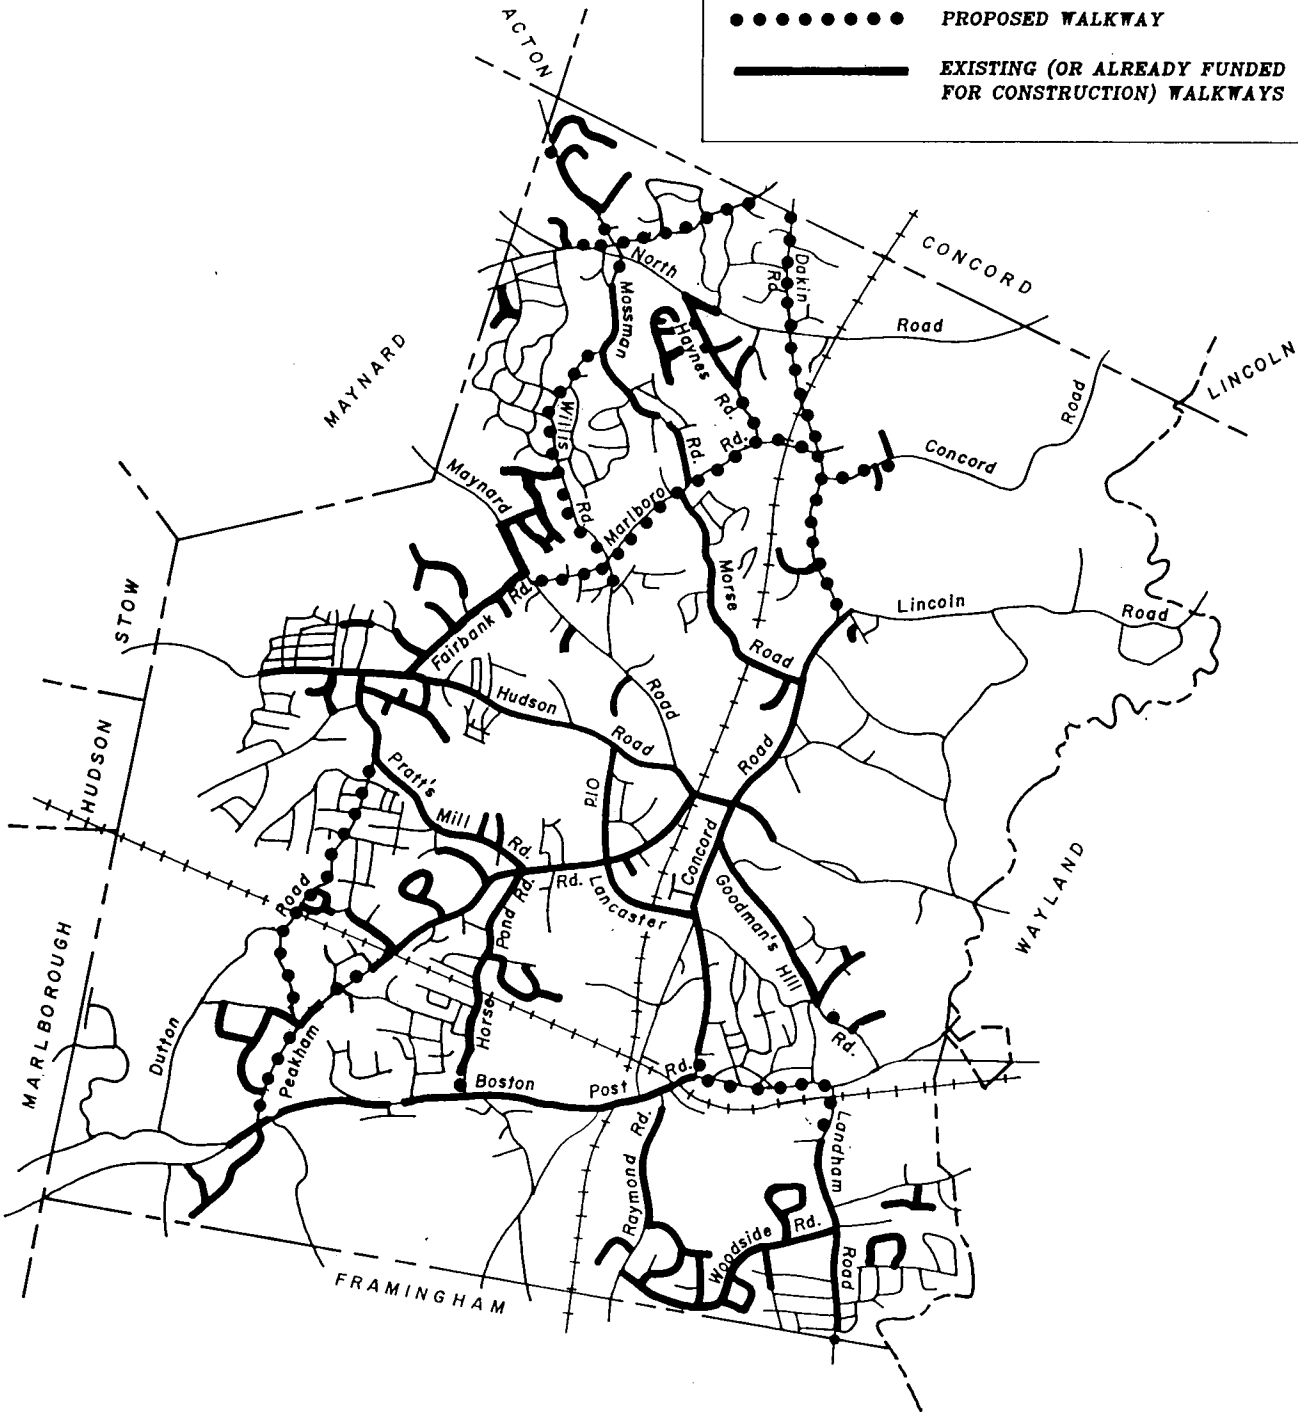 PROPOSED WALKWAY
EXISTING (OR ALREADY FUNDED
FOR CONSTRUCTION) WALKWAYS
ACTON
CONCORD
LINCOLN
MAYNARD
North
Road
Dakin
Rd.
Mossman
Rd.
Haynes
Rd.
Willis
Rd.
Concord
Road
Maynard
Road
Marlboro
Rd.
Morse
Road
Lincoln
Road
STOW
Fairbank
Rd.
Hudson
Road
HUDSON
Pratt's
Mill
Rd.
Old
Lancaster
Rd.
Concord
Road
Goodman's
Hill
Rd.
WAYLAND
MARLBOROUGH
Dutton
Road
Peakham
Rd.
Horse
Pond
Boston
Post
Rd.
Raymond
Rd.
Landham
Road
Woodside
Rd.
FRAMINGHAM